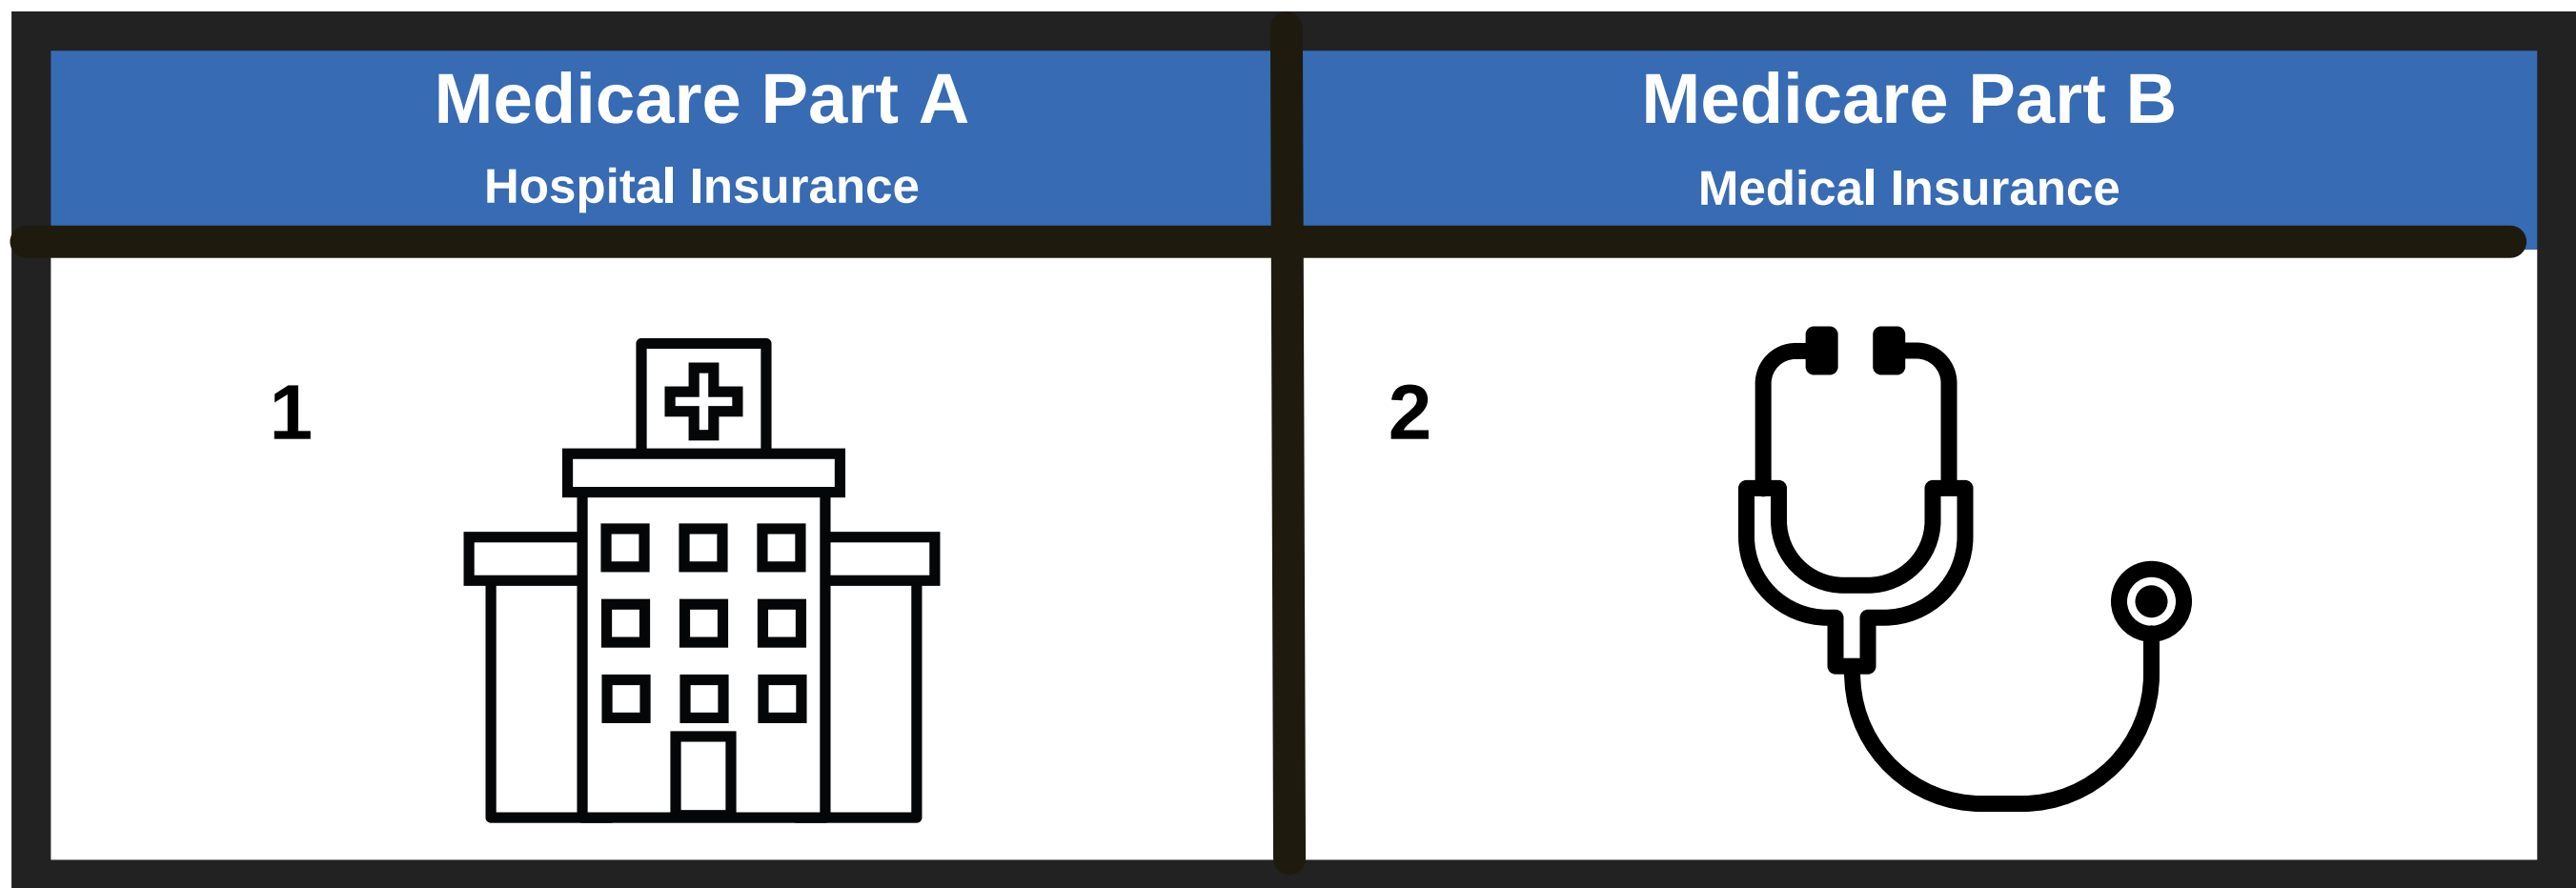 Medicare Part A
Hospital Insurance
Medicare Part B
Medical Insurance
1
2